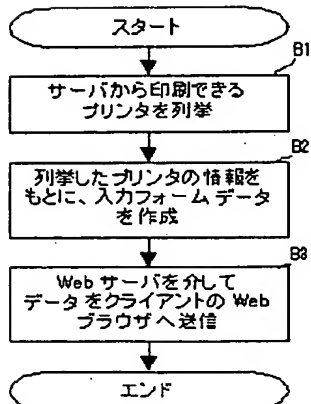 スタート
B1
サーバから印刷できる
プリンタを列挙
B2
列挙したプリンタの情報を
もとに、入力フォームデータ
を作成
B3
Web サーバを介して
データをクライアントの Web
ブラウザへ送信
エンド